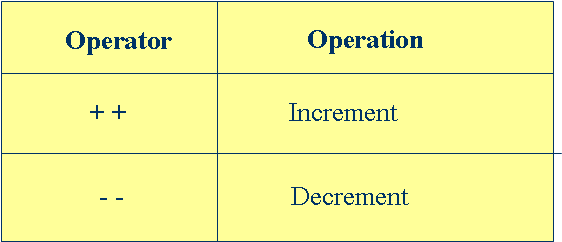 Operator Operation
+ + Increment
- - Decrement